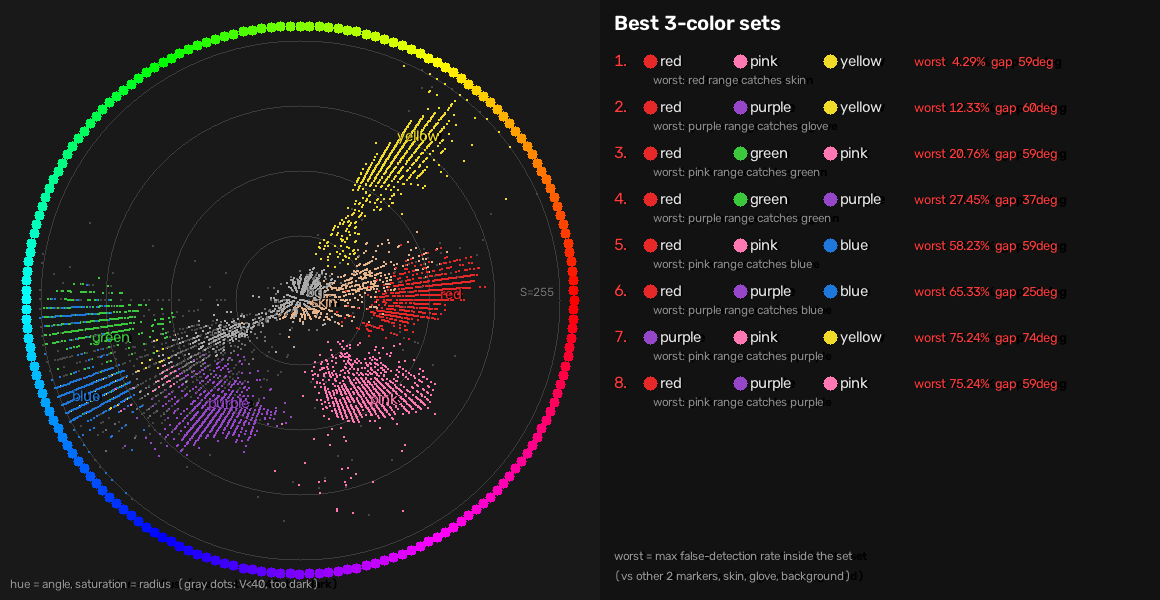 Best 3-color sets
1. red pink yellow worst 4.29% gap 59deg
worst: red range catches skin
2. red purple yellow worst 12.33% gap 60deg
worst: purple range catches glove
3. red green pink worst 20.76% gap 59deg
worst: pink range catches green
4. red green purple worst 27.45% gap 37deg
worst: purple range catches green
5. red pink blue worst 58.23% gap 59deg
worst: pink range catches blue
6. red purple blue worst 65.33% gap 25deg
worst: purple range catches blue
7. purple pink yellow worst 75.24% gap 74deg
worst: pink range catches purple
8. red purple pink worst 75.24% gap 59deg
worst: pink range catches purple
worst = max false-detection rate inside the set
(vs other 2 markers, skin, glove, background)
yellow
red
S=255
green
blue
purple
pink
hue = angle, saturation = radius (gray dots: V<40, too dark)